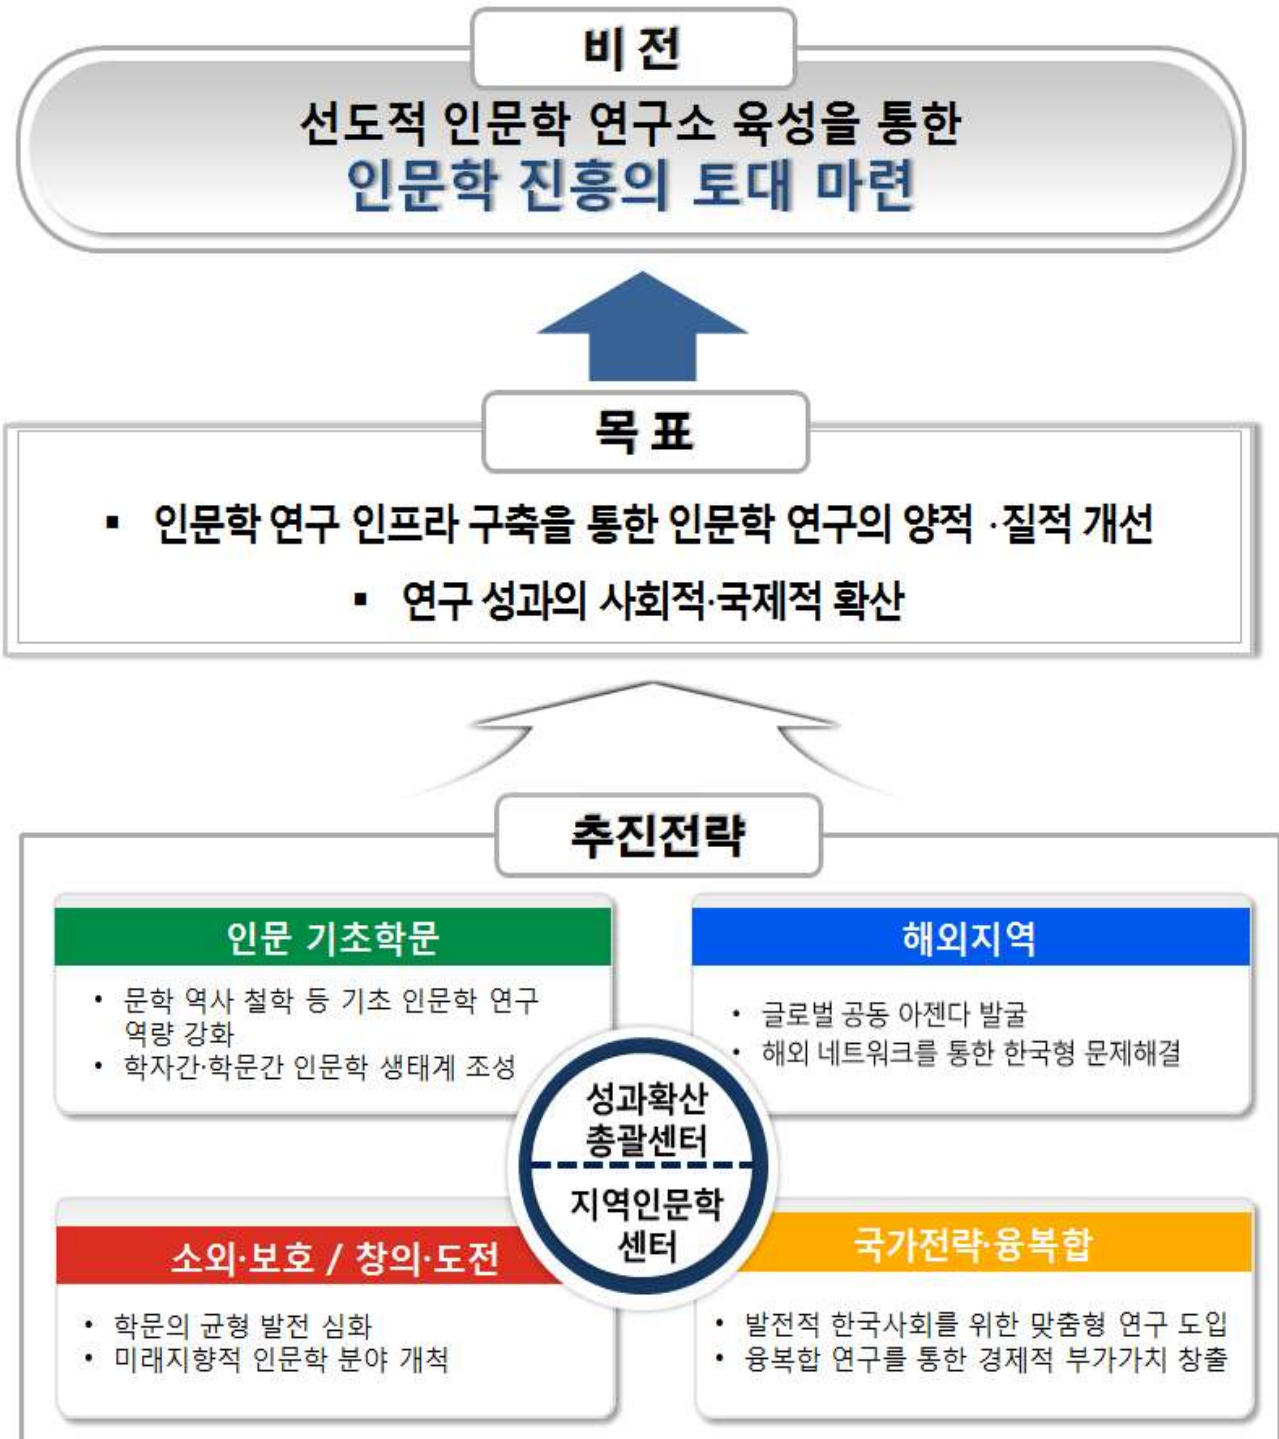 비 전
선도적 인문학 연구소 육성을 통한
인문학 진흥의 토대 마련
목 표
▪ 인문학 연구 인프라 구축을 통한 인문학 연구의 양적 ·질적 개선
▪ 연구 성과의 사회적·국제적 확산
추진전략
인문 기초학문
• 문학 역사 철학 등 기초 인문학 연구
역량 강화
• 학자간·학문간 인문학 생태계 조성
해외지역
• 글로벌 공동 아젠다 발굴
• 해외 네트워크를 통한 한국형 문제해결
성과확산
총괄센터
지역인문학
센터
소외·보호 / 창의·도전
• 학문의 균형 발전 심화
• 미래지향적 인문학 분야 개척
국가전략·융복합
• 발전적 한국사회를 위한 맞춤형 연구 도입
• 융복합 연구를 통한 경제적 부가가치 창출